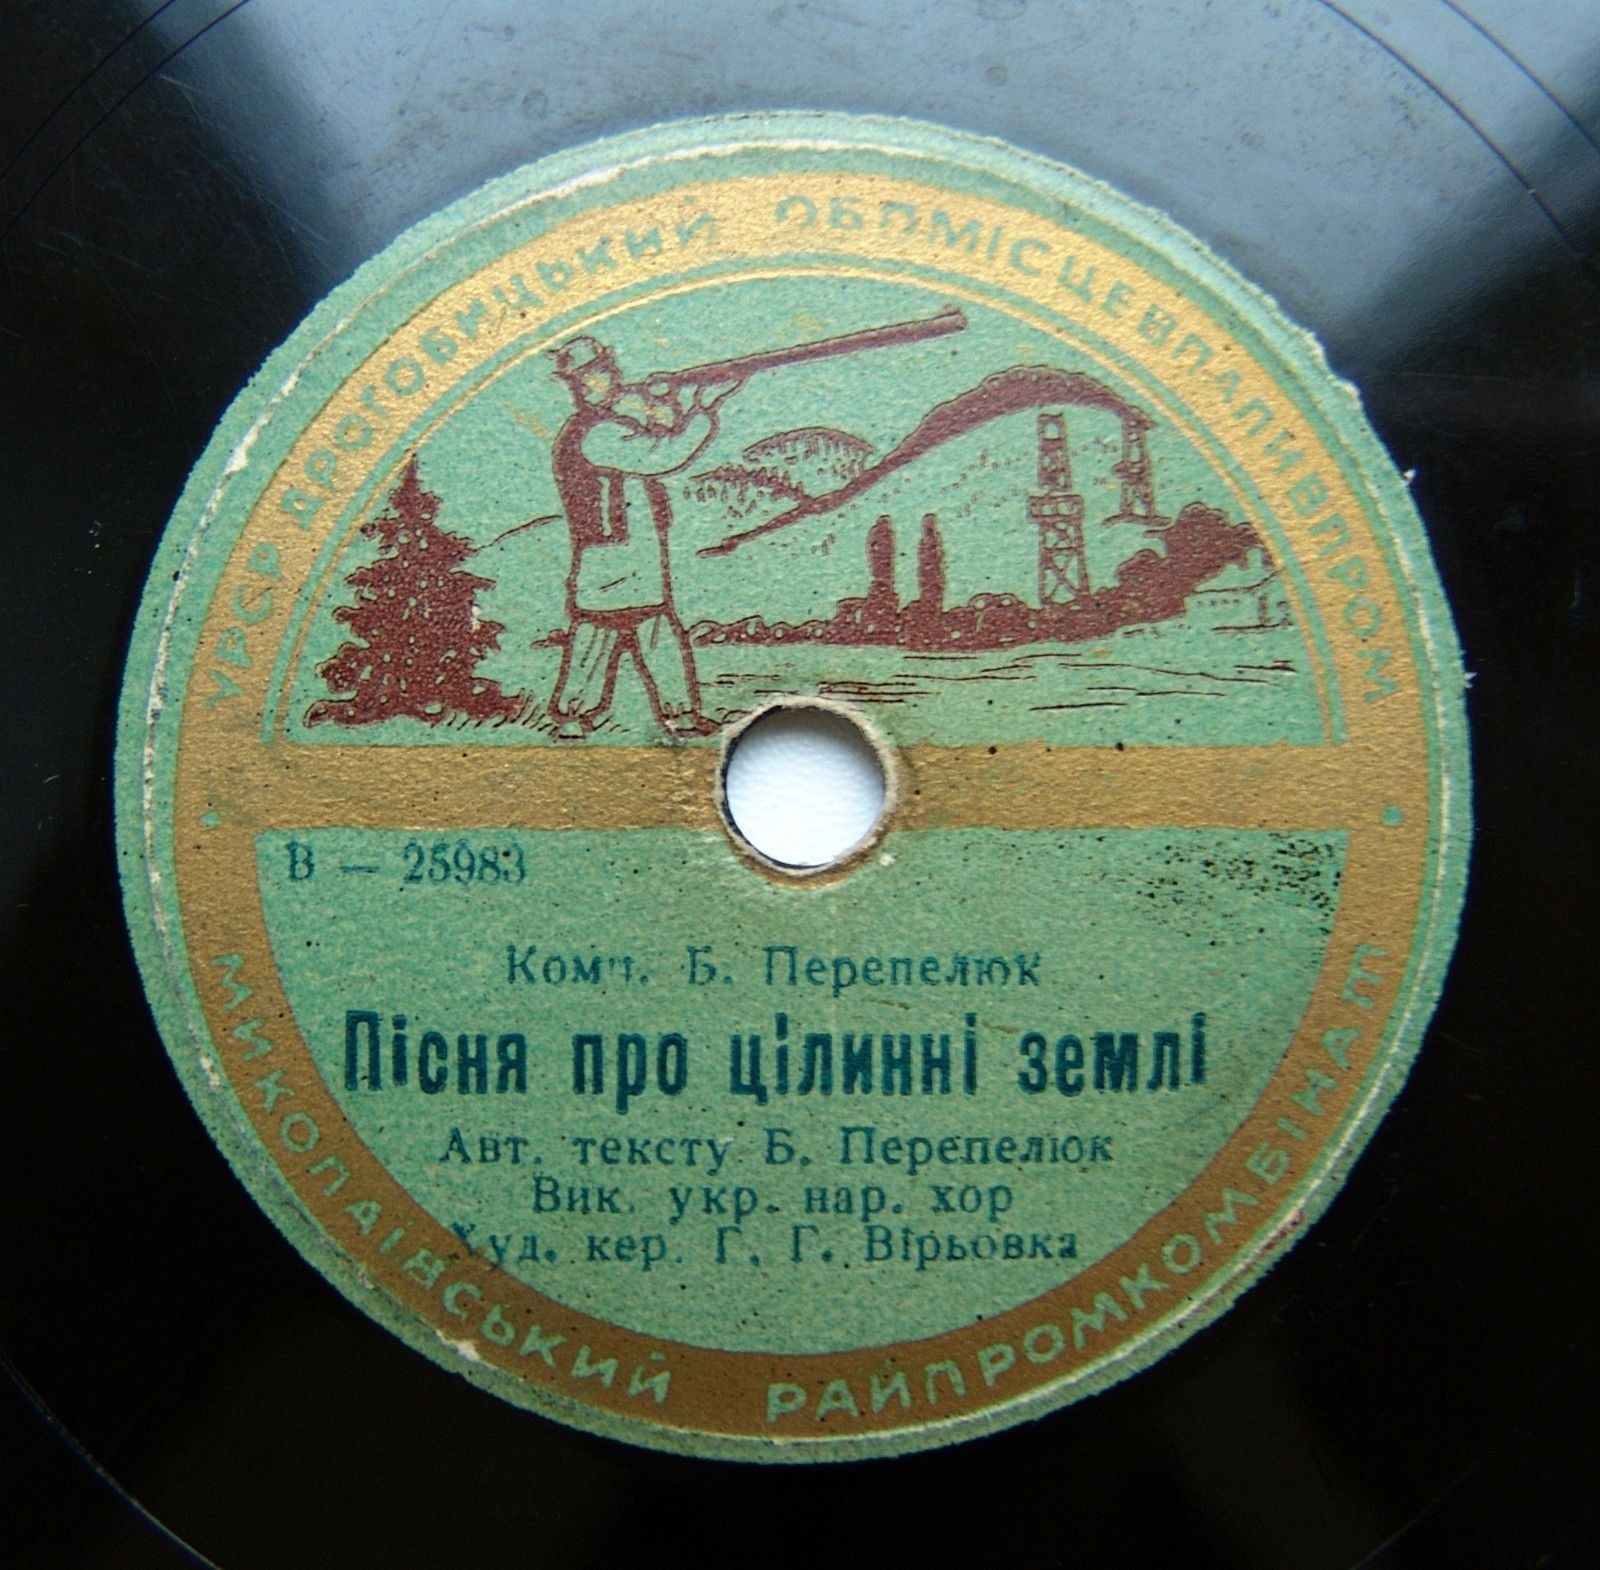 УРСР ДРОГОБИЦЬКИЙ ОБЛМІСЦЕВПАЛИВПРОМ
В — 25983
Комп. Б. Перепелюк
Пісня про цілинні землі
Авт. тексту Б. Перепелюк
Вик. укр. нар. хор
Худ. кер. Г. Г. Вірьовка
МИКОЛАЇВСЬКИЙ РАЙПРОМКОМБІНАТ